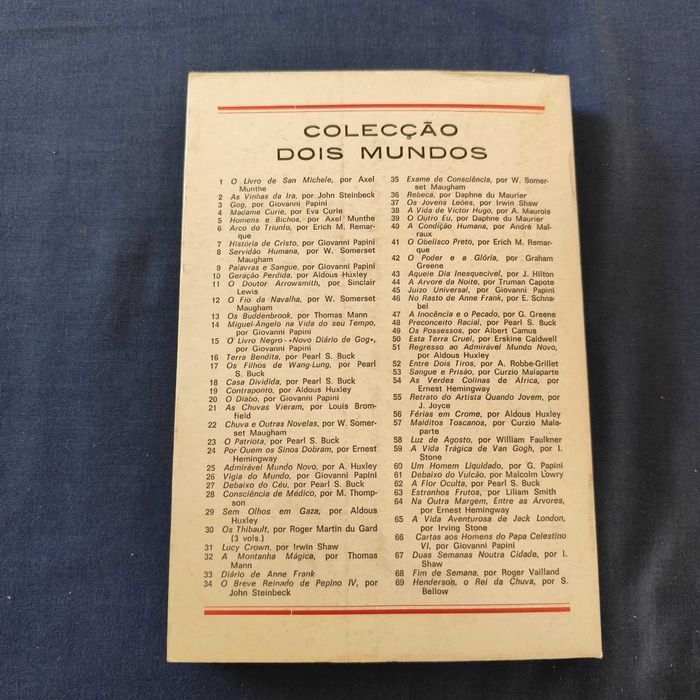 COLECÇÃO
DOIS MUNDOS
1 O Livro de San Michele, por Axel
Munthe
2 As Vinhas da Ira, por John Steinbeck
3 Gog, por Giovanni Papini
4 Madame Curie, por Eva Curie
5 Homens e Bichos, por Axel Munthe
6 Arco do Triunfo, por Erich M. Remar-
que
7 História de Cristo, por Giovanni Papini
8 Servidão Humana, por W. Somerset
Maugham
9 Palavras e Sangue, por Giovanni Papini
10 Geração Perdida, por Aldous Huxley
11 O Doutor Arrowsmith, por Sinclair
Lewis
12 O Fio da Navalha, por W. Somerset
Maugham
13 Os Buddenbrook, por Thomas Mann
14 Miguel-Ângelo na Vida do seu Tempo,
por Giovanni Papini
15 O Livro Negro - «Novo Diário de Gog»,
por Giovanni Papini
16 Terra Bendita, por Pearl S. Buck
17 Os Filhos de Wang-Lung, por Pearl
S. Buck
18 Casa Dividida, por Pearl S. Buck
19 Contraponto, por Aldous Huxley
20 O Diabo, por Giovanni Papini
21 As Chuvas Vieram, por Louis Brom-
field
22 Chuva e Outras Novelas, por W. Somer-
set Maugham
23 O Patriota, por Pearl S. Buck
24 Por Quem os Sinos Dobram, por Ernest
Hemingway
25 Admirável Mundo Novo, por A. Huxley
26 Vigia do Mundo, por Giovanni Papini
27 Debaixo do Céu, por Pearl S. Buck
28 Consciência de Médico, por M. Thomp-
son
29 Sem Olhos em Gaza, por Aldous
Huxley
30 Os Thibault, por Roger Martin du Gard
(3 vols.)
31 Lucy Crown, por Irwin Shaw
32 A Montanha Mágica, por Thomas
Mann
33 Diário de Anne Frank
34 O Breve Reinado de Pepino IV, por
John Steinbeck
35 Exame de Consciência, por W. Somer-
set Maugham
36 Rebeca, por Daphne du Maurier
37 Os Jovens Leões, por Irwin Shaw
38 A Vida de Victor Hugo, por A. Maurois
39 O Outro Eu, por Daphne du Maurier
40 A Condição Humana, por André Mal-
raux
41 O Obelisco Preto, por Erich M. Remar-
que
42 O Poder e a Glória, por Graham
Greene
43 Aquele Dia Inesquecível, por J. Hilton
44 A Árvore da Noite, por Truman Capote
45 Juízo Universal, por Giovanni Papini
46 No Rasto de Anne Frank, por E. Schna-
bel
47 A Inocência e o Pecado, por G. Greene
48 Preconceito Racial, por Pearl S. Buck
49 Os Possessos, por Albert Camus
50 Esta Terra Cruel, por Erskine Caldwell
51 Regresso ao Admirável Mundo Novo,
por Aldous Huxley
52 Entre Dois Tiros, por A. Robbe-Grillet
53 Sangue e Prisão, por Curzio Malaparte
54 As Verdes Colinas de África, por
Ernest Hemingway
55 Retrato do Artista Quando Jovem, por
J. Joyce
56 Férias em Crome, por Aldous Huxley
57 Malditos Toscanos, por Curzio Mala-
parte
58 Luz de Agosto, por William Faulkner
59 A Vida Trágica de Van Gogh, por I.
Stone
60 Um Homem Liquidado, por G. Papini
61 Debaixo do Vulcão, por Malcolm Lowry
62 A Flor Oculta, por Pearl S. Buck
63 Estranhos Frutos, por Liliam Smith
64 Na Outra Margem, Entre as Árvores,
por Ernest Hemingway
65 A Vida Aventurosa de Jack London,
por Irving Stone
66 Cartas aos Homens do Papa Celestino
VI, por Giovanni Papini
67 Duas Semanas Noutra Cidade, por I.
Shaw
68 Fim de Semana, por Roger Vailland
69 Henderson, o Rei da Chuva, por S.
Bellow